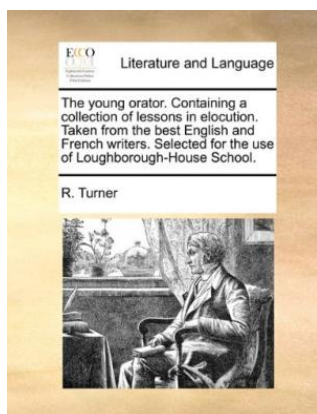 ECCO
Literature and Language
The young orator. Containing a
collection of lessons in elocution.
Taken from the best English and
French writers. Selected for the use
of Loughborough-House School.
R. Turner